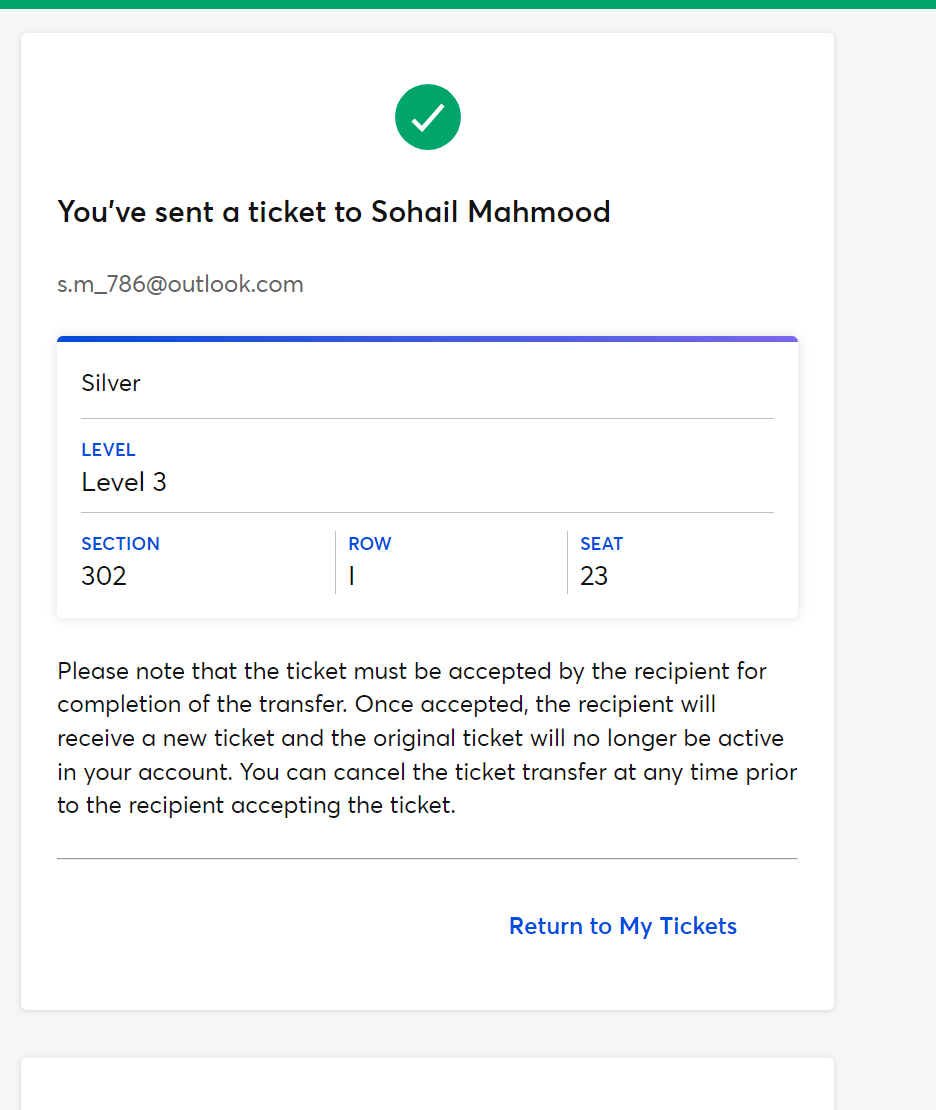 You've sent a ticket to Sohail Mahmood
s.m_786@outlook.com
Silver
LEVEL
Level 3
SECTION ROW SEAT
302 I 23
Please note that the ticket must be accepted by the recipient for
completion of the transfer. Once accepted, the recipient will
receive a new ticket and the original ticket will no longer be active
in your account. You can cancel the ticket transfer at any time prior
to the recipient accepting the ticket.
Return to My Tickets